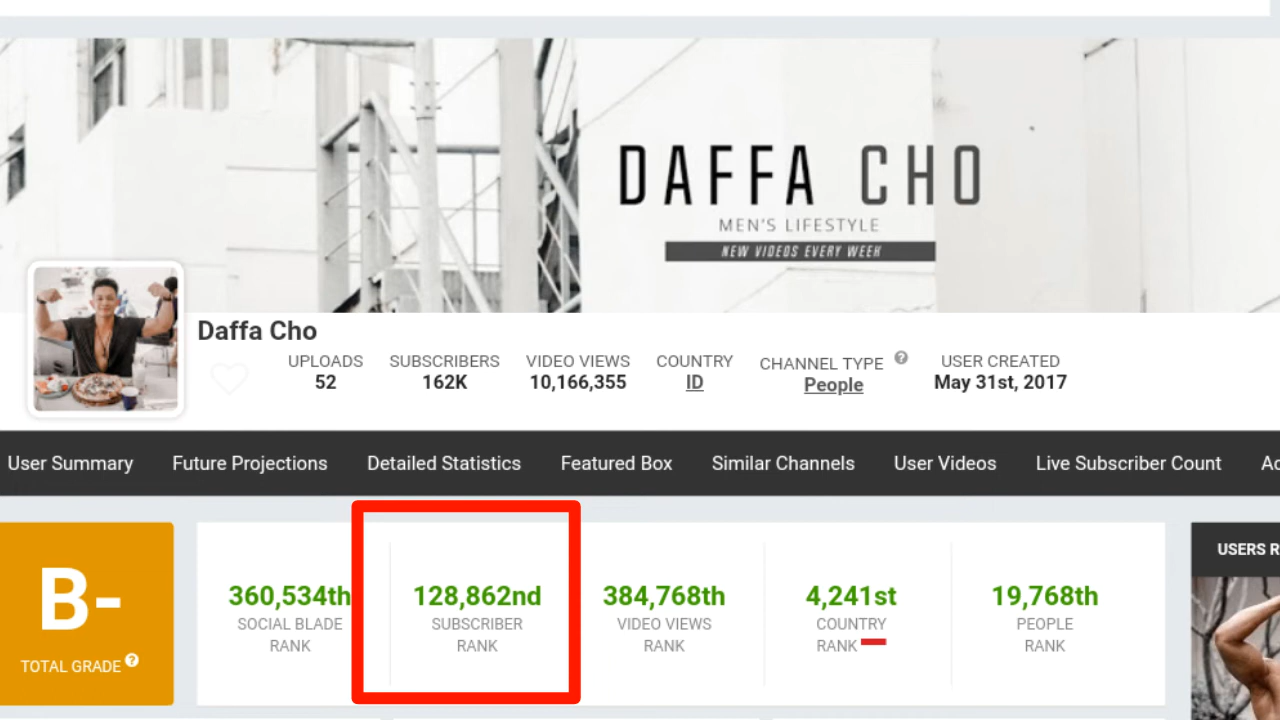 DAFFA CHO
MEN'S LIFESTYLE
NEW VIDEOS EVERY WEEK
Daffa Cho
UPLOADS
52
SUBSCRIBERS
162K
VIDEO VIEWS
10,166,355
COUNTRY
ID
CHANNEL TYPE ?
People
USER CREATED
May 31st, 2017
User Summary Future Projections Detailed Statistics Featured Box Similar Channels User Videos Live Subscriber Count
B-
TOTAL GRADE ?
360,534th
SOCIAL BLADE
RANK
128,862nd
SUBSCRIBER
RANK
384,768th
VIDEO VIEWS
RANK
4,241st
COUNTRY
RANK
19,768th
PEOPLE
RANK
USERS